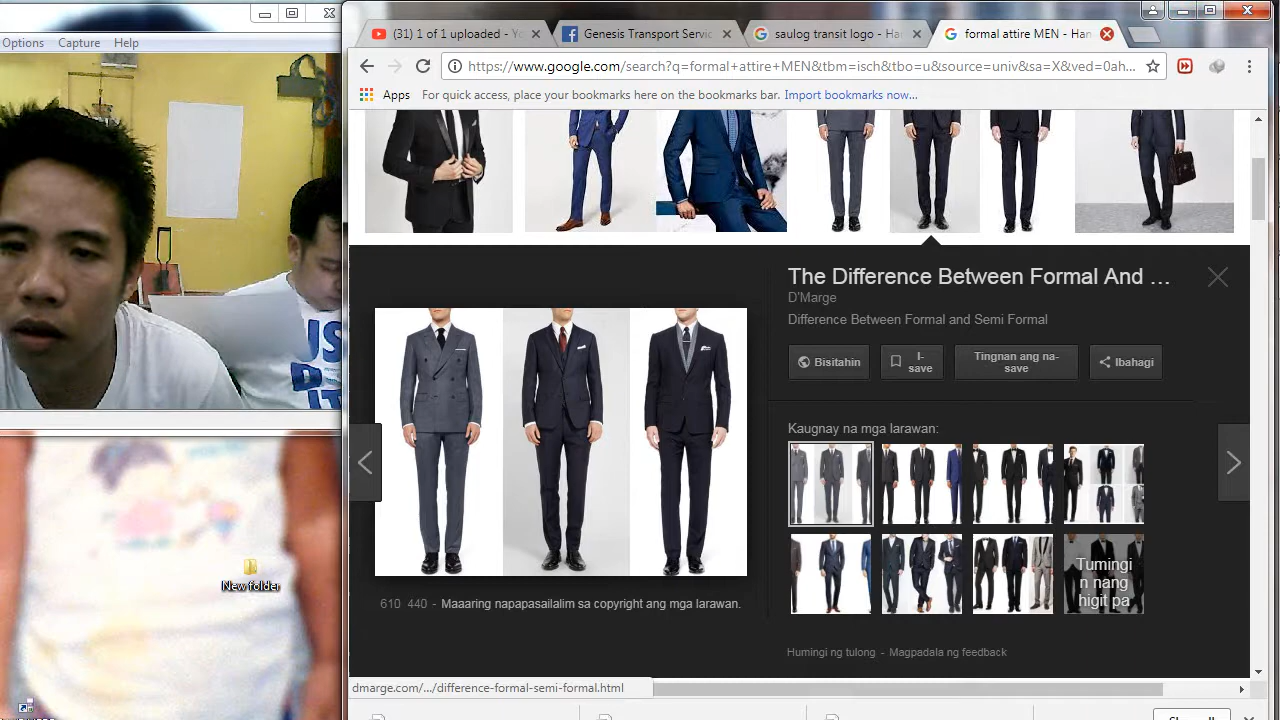 Options Capture Help
(31) 1 of 1 uploaded - Yo
Genesis Transport Servic
suulog transit logo - Ha
formal attire MEN - Han
https://www.google.com/search?q=formal+attire+MEN&tbm=isch&tbo=u&source=univ&sa=X&ved=0ah...
Apps For quick access, place your bookmarks here on the bookmarks bar. Import bookmarks now...
The Difference Between Formal And ...
D'Marge
Difference Between Formal and Semi Formal
Bisitahin
I-
save
Tingnan ang na-
save
Ibahagi
Kaugnay na mga larawan:
Tumingi
n nang
higit pa
610 440 - Maaaring napapasailalim sa copyright ang mga larawan.
Humingi ng tulong - Magpadala ng feedback
New folder
dmarge.com/.../difference-formal-semi-formal.html